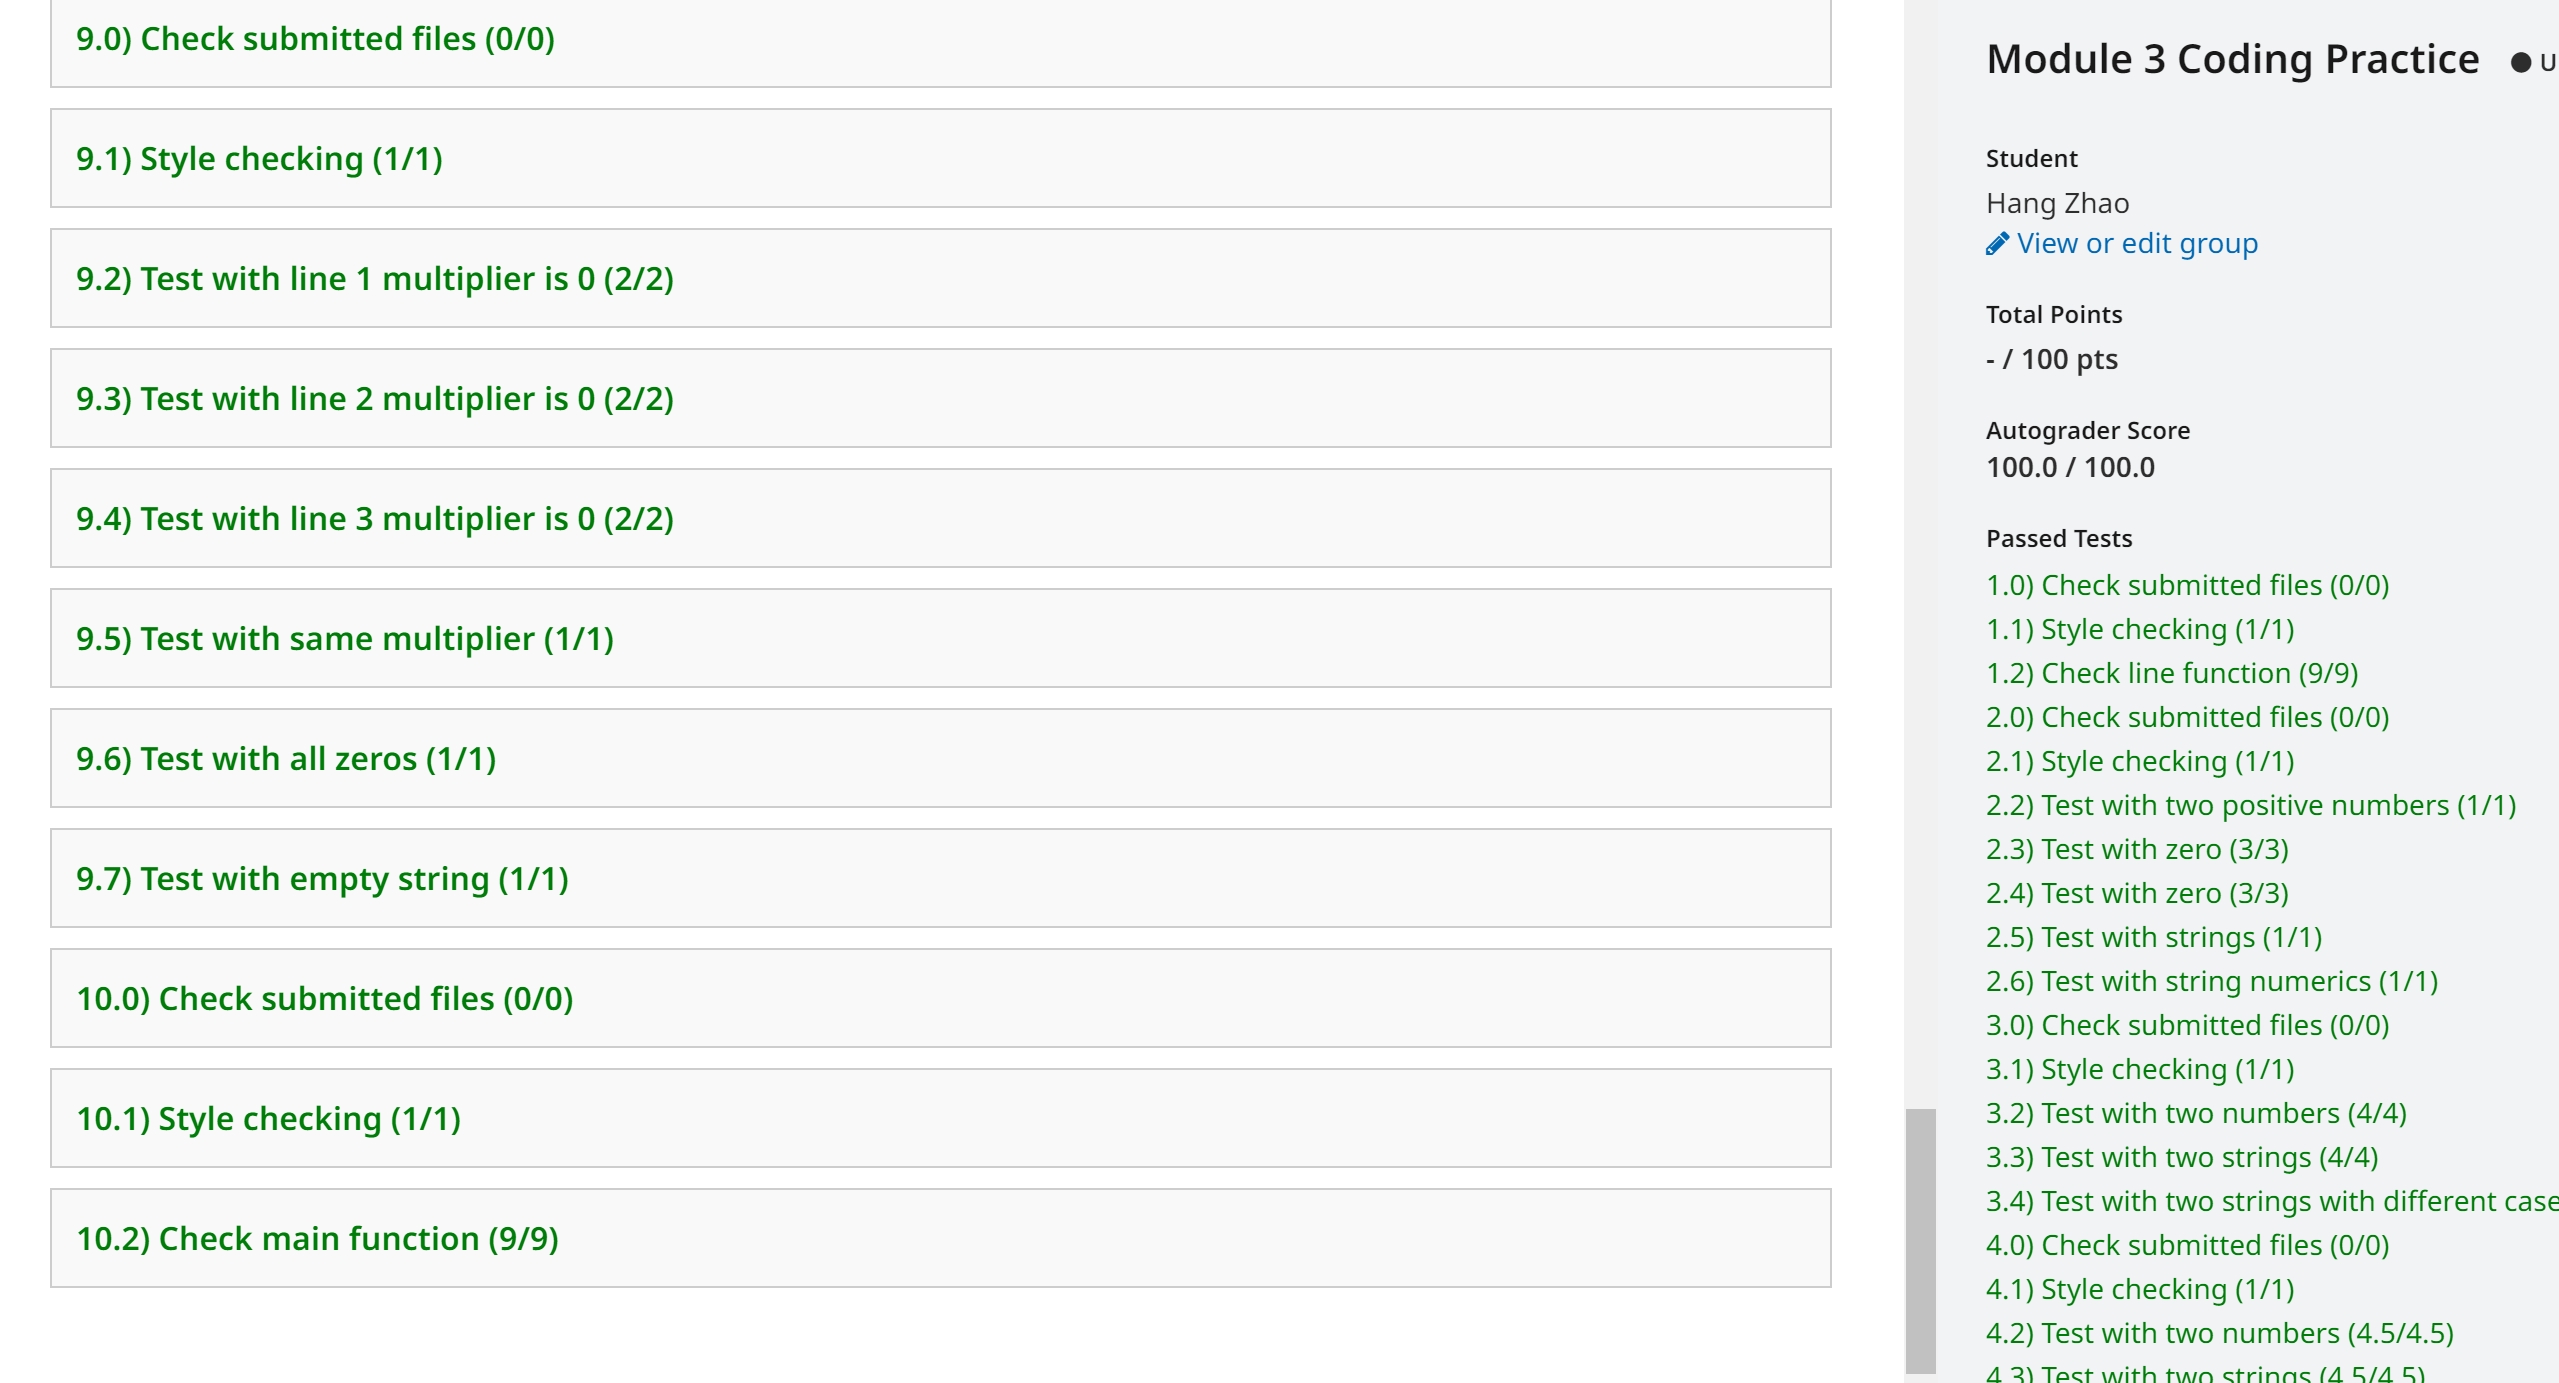 9.0) Check submitted files (0/0)
9.1) Style checking (1/1)
9.2) Test with line 1 multiplier is 0 (2/2)
9.3) Test with line 2 multiplier is 0 (2/2)
9.4) Test with line 3 multiplier is 0 (2/2)
9.5) Test with same multiplier (1/1)
9.6) Test with all zeros (1/1)
9.7) Test with empty string (1/1)
10.0) Check submitted files (0/0)
10.1) Style checking (1/1)
10.2) Check main function (9/9)
Module 3 Coding Practice ● U
Student
Hang Zhao
View or edit group
Total Points
- / 100 pts
Autograder Score
100.0 / 100.0
Passed Tests
1.0) Check submitted files (0/0)
1.1) Style checking (1/1)
1.2) Check line function (9/9)
2.0) Check submitted files (0/0)
2.1) Style checking (1/1)
2.2) Test with two positive numbers (1/1)
2.3) Test with zero (3/3)
2.4) Test with zero (3/3)
2.5) Test with strings (1/1)
2.6) Test with string numerics (1/1)
3.0) Check submitted files (0/0)
3.1) Style checking (1/1)
3.2) Test with two numbers (4/4)
3.3) Test with two strings (4/4)
3.4) Test with two strings with different case
4.0) Check submitted files (0/0)
4.1) Style checking (1/1)
4.2) Test with two numbers (4.5/4.5)
4.3) Test with two strings (4.5/4.5)